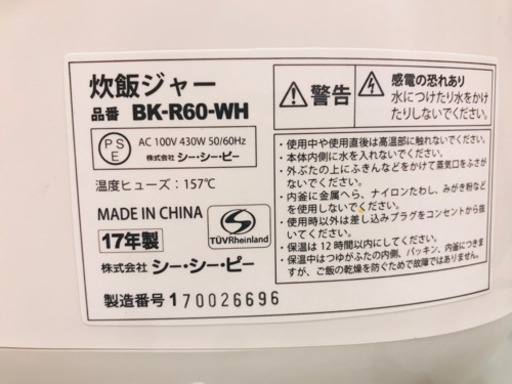 炊飯ジャー
品番 BK-R60-WH
PSE
AC 100V 430W 50/60Hz
株式会社 シー・シー・ピー
温度ヒューズ：157℃
MADE IN CHINA
17年製
S
TÜVRheinland
株式会社 シー・シー・ピー
製造番号 170026696
警告
感電の恐れあり
水につけたり水をかけ
たりしないでください
・使用中や使用直後は高温部に触れないでください。
・本体内側に水を入れないでください。
・外ぶたの上にふきんなどをかけて蒸気口をふさが
ないでください。
・内釜に金属へら、ナイロンたわし、みがき粉など
を使用しないでください。
・使用時以外は差し込みプラグをコンセントから抜
いてください。
・保温は12時間以内にしてください。
・保温中はつゆがふたの内側、パッキン、内釜につきま
すが、ご飯の乾燥を防ぐためで故障ではありません。